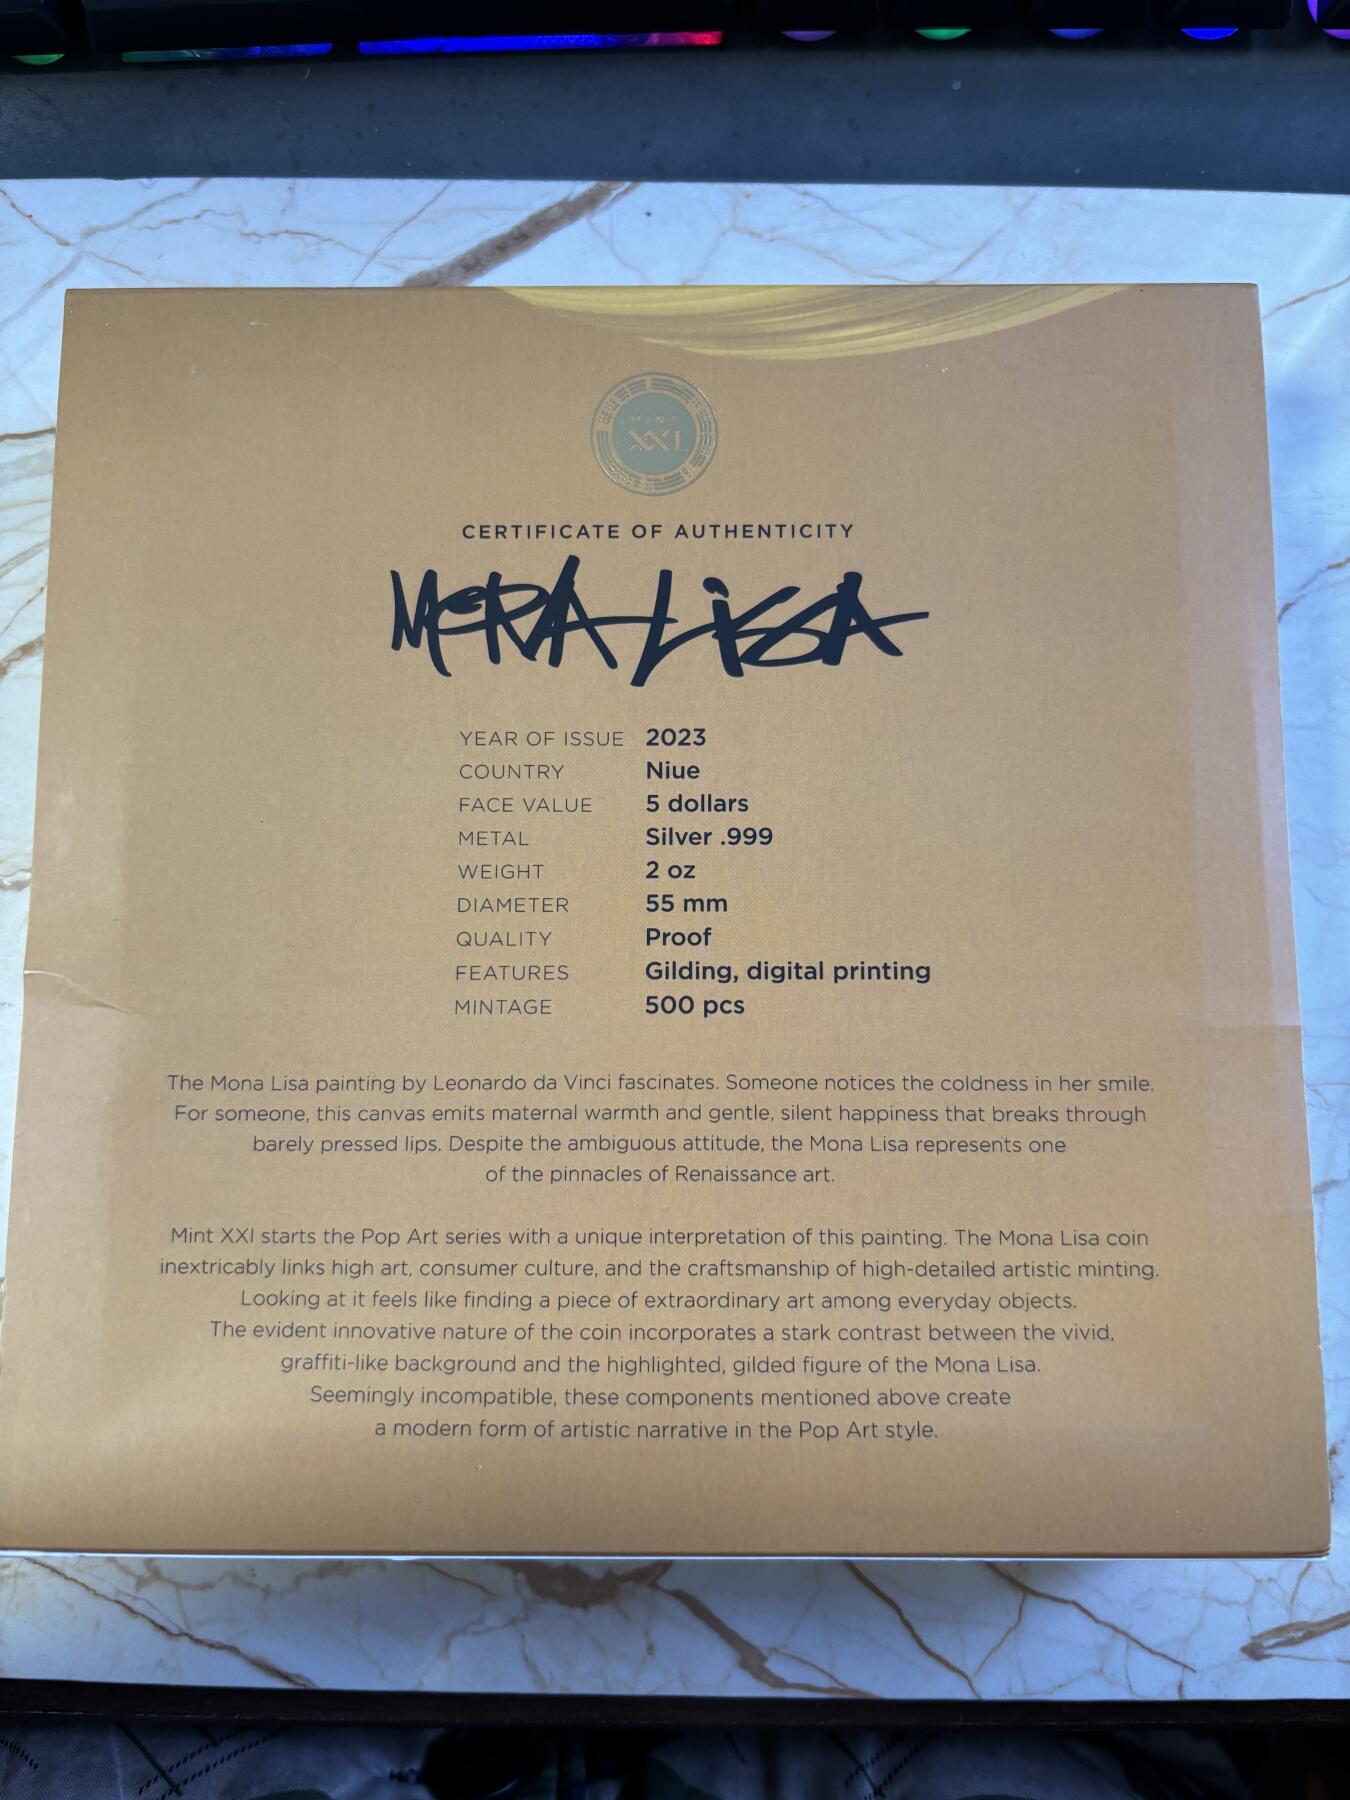 MINT
XXI
CERTIFICATE OF AUTHENTICITY
MONA LISA
YEAR OF ISSUE 2023
COUNTRY Niue
FACE VALUE 5 dollars
METAL Silver .999
WEIGHT 2 oz
DIAMETER 55 mm
QUALITY Proof
FEATURES Gilding, digital printing
MINTAGE 500 pcs
The Mona Lisa painting by Leonardo da Vinci fascinates. Someone notices the coldness in her smile.
For someone, this canvas emits maternal warmth and gentle, silent happiness that breaks through
barely pressed lips. Despite the ambiguous attitude, the Mona Lisa represents one
of the pinnacles of Renaissance art.
Mint XXI starts the Pop Art series with a unique interpretation of this painting. The Mona Lisa coin
inextricably links high art, consumer culture, and the craftsmanship of high-detailed artistic minting.
Looking at it feels like finding a piece of extraordinary art among everyday objects.
The evident innovative nature of the coin incorporates a stark contrast between the vivid,
graffiti-like background and the highlighted, gilded figure of the Mona Lisa.
Seemingly incompatible, these components mentioned above create
a modern form of artistic narrative in the Pop Art style.